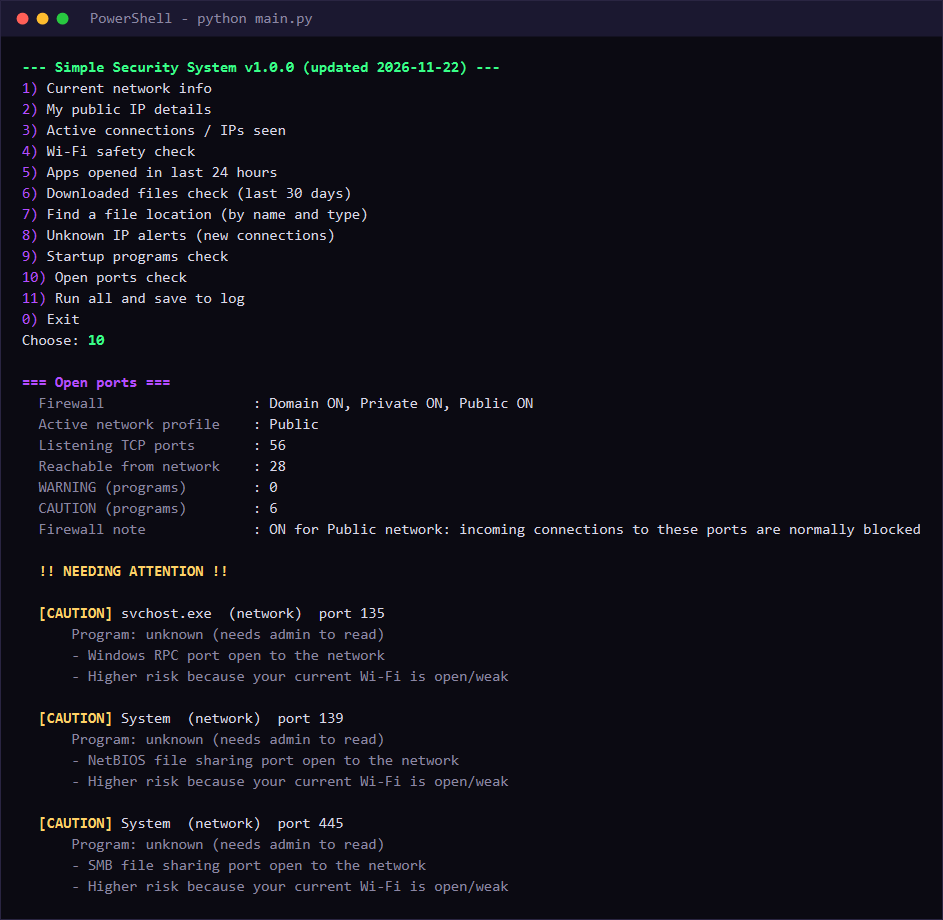 PowerShell - python main.py
--- Simple Security System v1.0.0 (updated 2026-11-22) ---
1) Current network info
2) My public IP details
3) Active connections / IPs seen
4) Wi-Fi safety check
5) Apps opened in last 24 hours
6) Downloaded files check (last 30 days)
7) Find a file location (by name and type)
8) Unknown IP alerts (new connections)
9) Startup programs check
10) Open ports check
11) Run all and save to log
0) Exit
Choose: 10
=== Open ports ===
Firewall : Domain ON, Private ON, Public ON
Active network profile : Public
Listening TCP ports : 56
Reachable from network : 28
WARNING (programs) : 0
CAUTION (programs) : 6
Firewall note : ON for Public network: incoming connections to these ports are normally blocked
!! NEEDING ATTENTION !!
[CAUTION] svchost.exe (network) port 135
Program: unknown (needs admin to read)
- Windows RPC port open to the network
- Higher risk because your current Wi-Fi is open/weak
[CAUTION] System (network) port 139
Program: unknown (needs admin to read)
- NetBIOS file sharing port open to the network
- Higher risk because your current Wi-Fi is open/weak
[CAUTION] System (network) port 445
Program: unknown (needs admin to read)
- SMB file sharing port open to the network
- Higher risk because your current Wi-Fi is open/weak